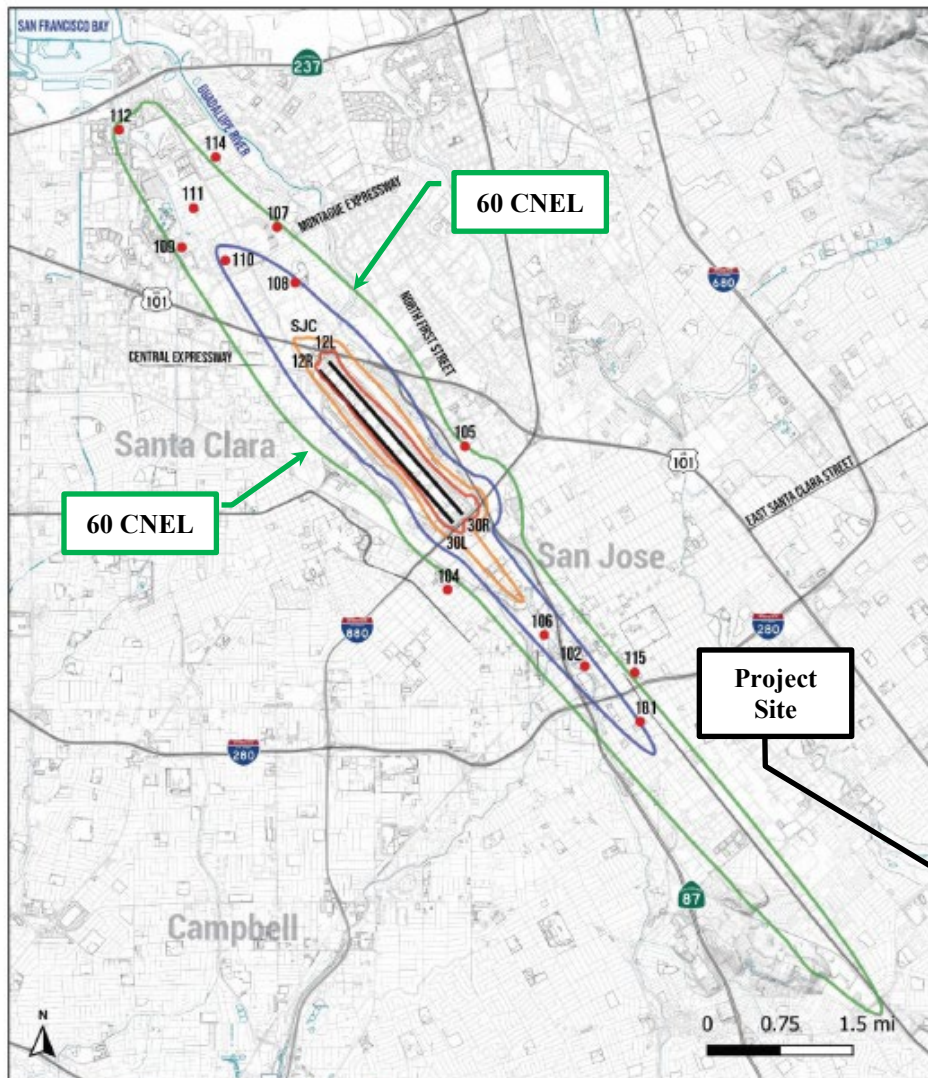 SAN FRANCISCO BAY
237
GUADALUPE RIVER
112
114
111
107
MONTAGUE EXPRESSWAY
60 CNEL
109
110
108
101
680
NORTH FIRST STREET
SJC
12L
12R
CENTRAL EXPRESSWAY
Santa Clara
105
101
EAST SANTA CLARA STREET
60 CNEL
30R
30L
San Jose
104
880
106
280
102
115
Project
Site
101
280
87
Campbell
N
0 0.75 1.5 mi